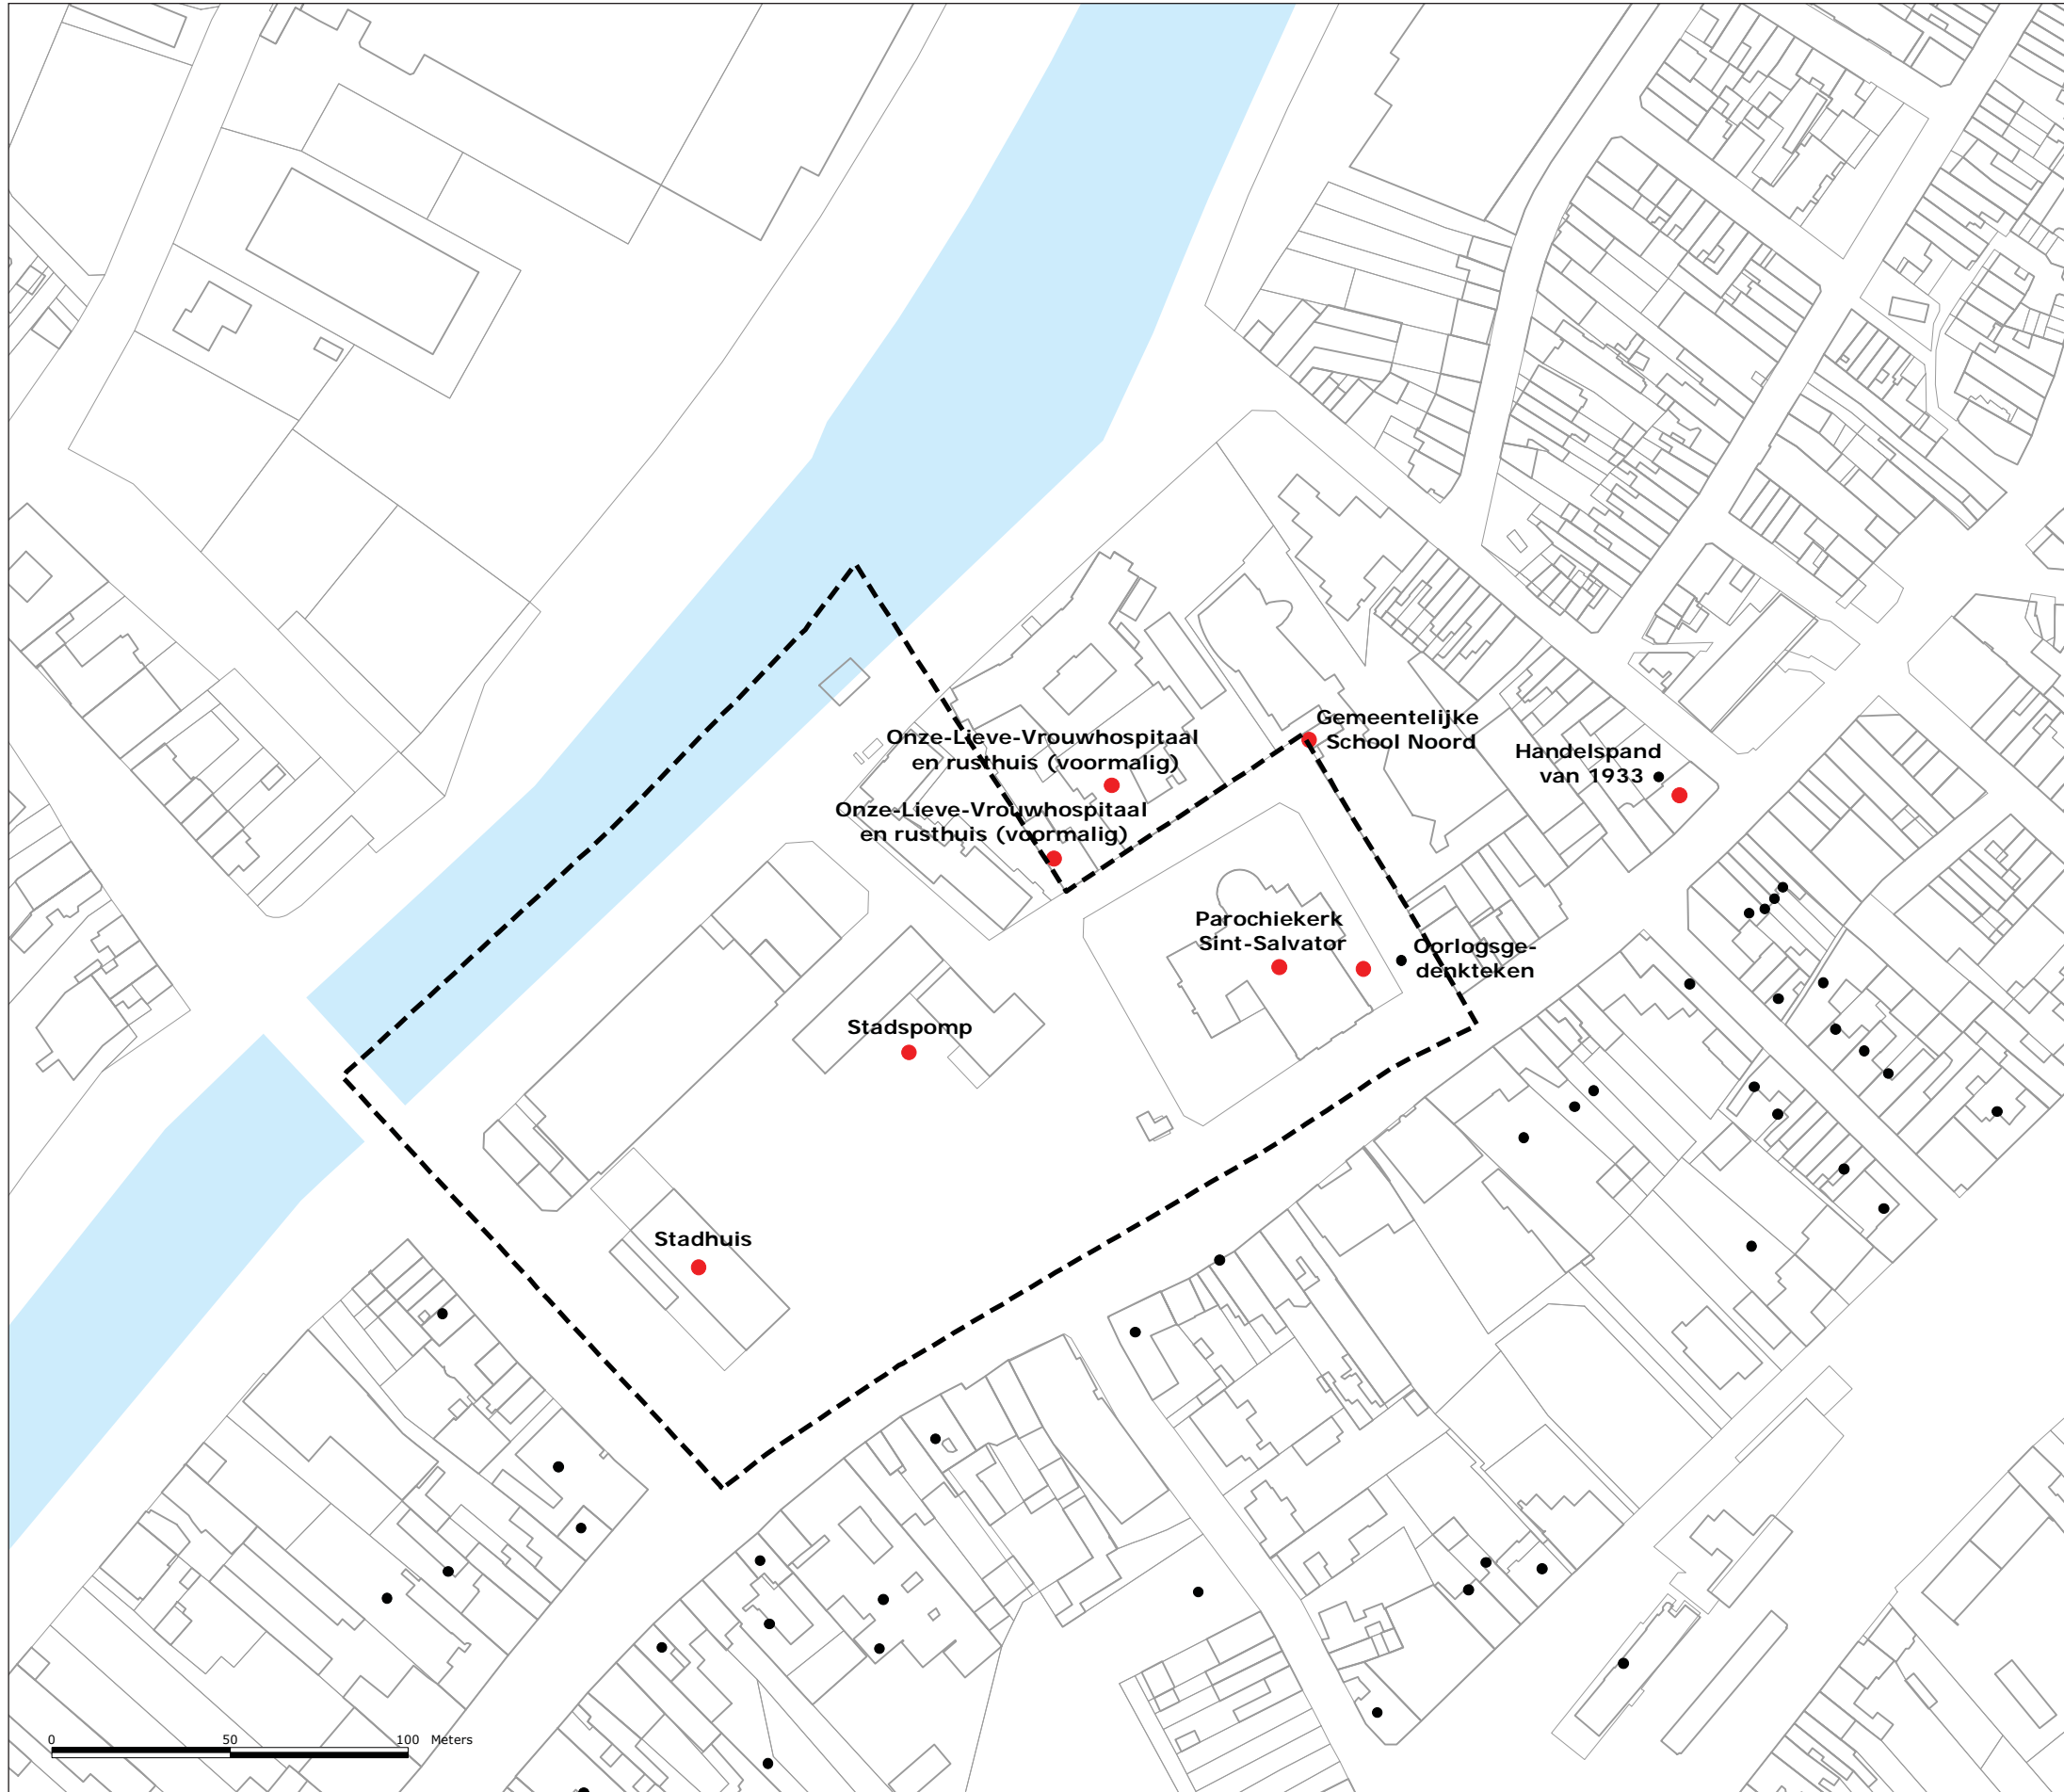 Gemeentelijke
School Noord
Onze-Lieve-Vrouwhospitaal
en rusthuis (voormalig)
Handelspand
van 1933
Onze-Lieve-Vrouwhospitaal
en rusthuis (voormalig)
Parochiekerk
Sint-Salvator
Oorlogsge-
denkteken
Stadspomp
Stadhuis
0 50 100 Meters